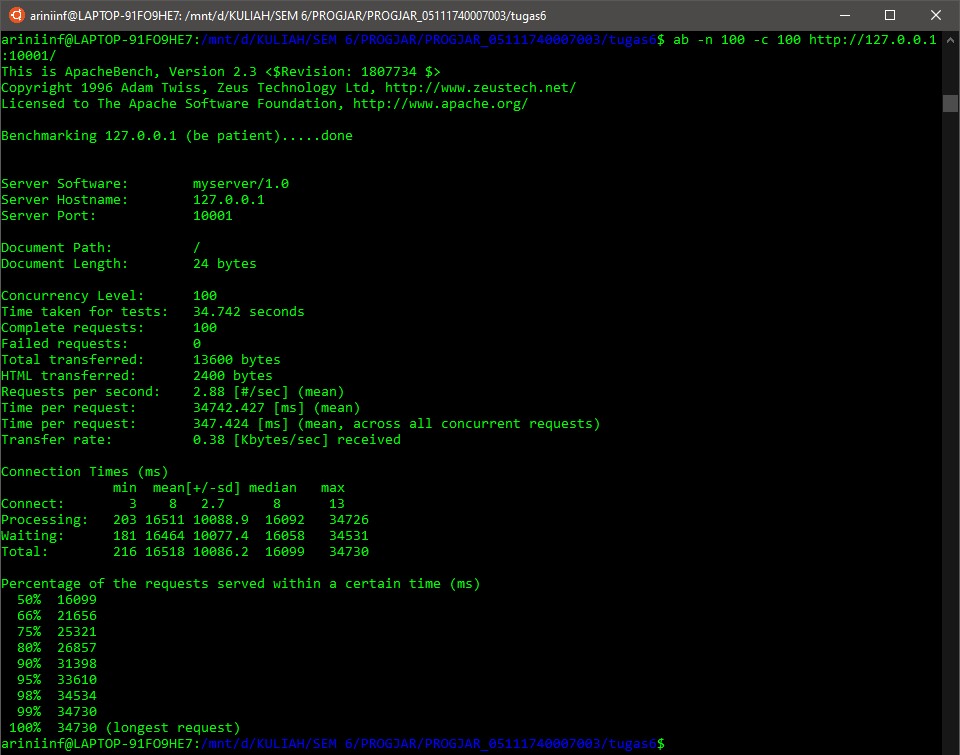 ariniinf@LAPTOP-91FO9HE7: /mnt/d/KULIAH/SEM 6/PROGJAR/PROGJAR_05111740007003/tugas6
ariniinf@LAPTOP-91FO9HE7:/mnt/d/KULIAH/SEM 6/PROGJAR/PROGJAR_05111740007003/tugas6$ ab -n 100 -c 100 http://127.0.0.1
:10001/
This is ApacheBench, Version 2.3 <$Revision: 1807734 $>
Copyright 1996 Adam Twiss, Zeus Technology Ltd, http://www.zeustech.net/
Licensed to The Apache Software Foundation, http://www.apache.org/

Benchmarking 127.0.0.1 (be patient).....done


Server Software:        myserver/1.0
Server Hostname:        127.0.0.1
Server Port:            10001

Document Path:          /
Document Length:        24 bytes

Concurrency Level:      100
Time taken for tests:   34.742 seconds
Complete requests:      100
Failed requests:        0
Total transferred:      13600 bytes
HTML transferred:       2400 bytes
Requests per second:    2.88 [#/sec] (mean)
Time per request:       34742.427 [ms] (mean)
Time per request:       347.424 [ms] (mean, across all concurrent requests)
Transfer rate:          0.38 [Kbytes/sec] received

Connection Times (ms)
              min  mean[+/-sd] median   max
Connect:        3    8   2.7      8      13
Processing:   203 16511 10088.9  16092   34726
Waiting:      181 16464 10077.4  16058   34531
Total:        216 16518 10086.2  16099   34730

Percentage of the requests served within a certain time (ms)
  50%  16099
  66%  21656
  75%  25321
  80%  26857
  90%  31398
  95%  33610
  98%  34534
  99%  34730
 100%  34730 (longest request)
ariniinf@LAPTOP-91FO9HE7:/mnt/d/KULIAH/SEM 6/PROGJAR/PROGJAR_05111740007003/tugas6$